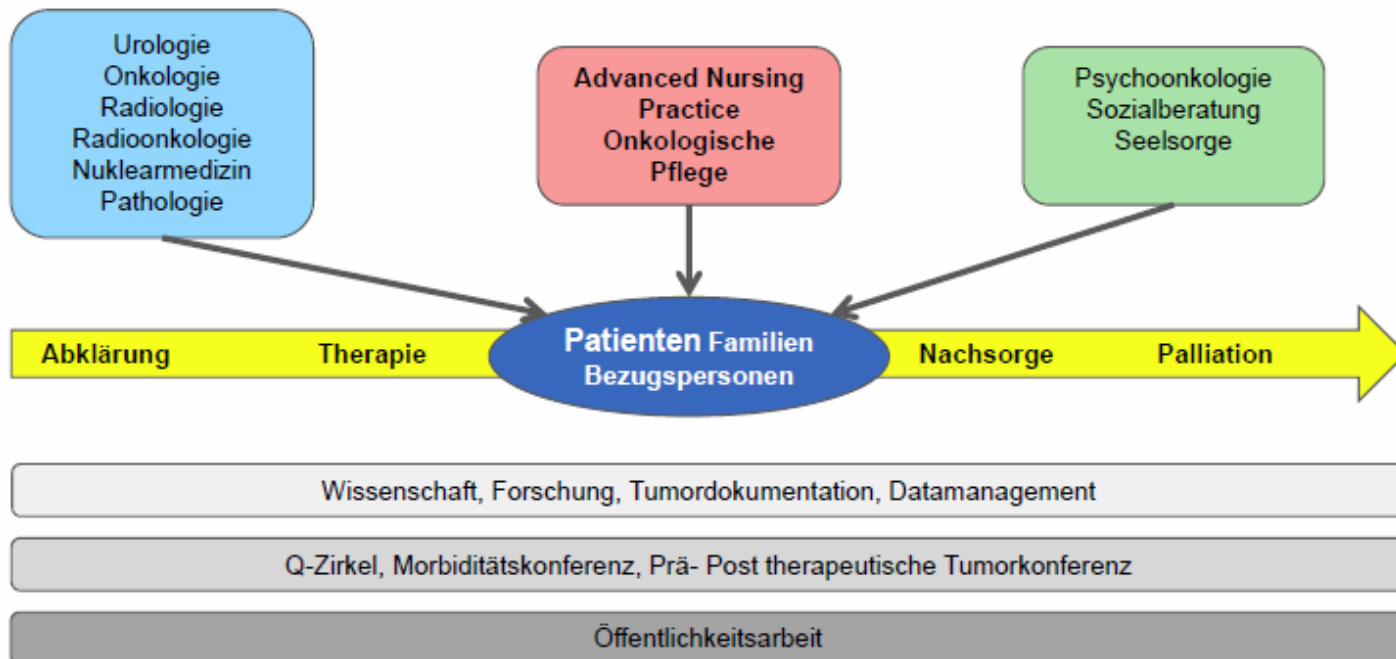 Urologie
Onkologie
Radiologie
Radioonkologie
Nuklearmedizin
Pathologie
Advanced Nursing
Practice
Onkologische
Pflege
Psychoonkologie
Sozialberatung
Seelsorge
Abklärung
Therapie
Patienten Familien
Bezugspersonen
Nachsorge
Palliation
Wissenschaft, Forschung, Tumordokumentation, Datamanagement
Q-Zirkel, Morbiditätskonferenz, Prä- Post therapeutische Tumorkonferenz
Öffentlichkeitsarbeit